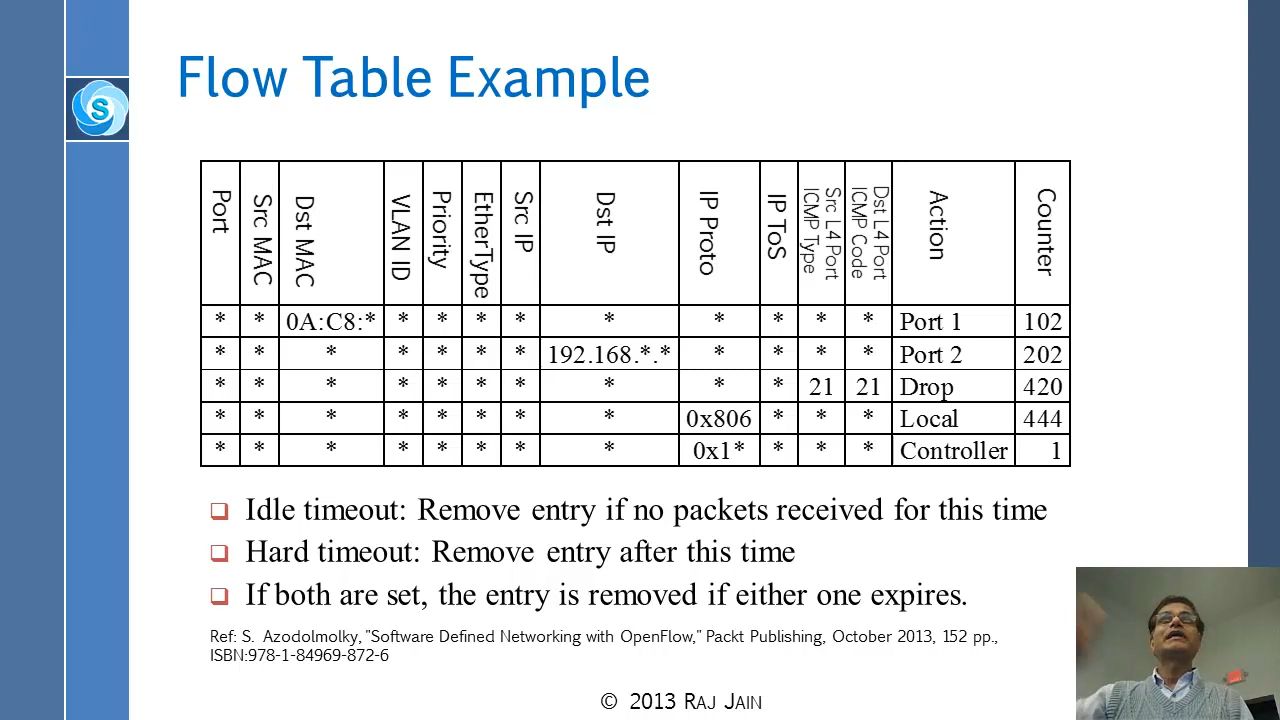 Flow Table Example
S
Port Src MAC Dst MAC VLAN ID Priority EtherType Src IP Dst IP IP Proto IP ToS Src L4 Port ICMP Type Dst L4 Port ICMP Code Action Counter
* * 0A:C8:* * * * * * * * * * Port 1 102
* * * * * * * 192.168.*.* * * * * Port 2 202
* * * * * * * * * * 21 21 Drop 420
* * * * * * * * 0x806 * * * Local 444
* * * * * * * * 0x1* * * * Controller 1
❑ Idle timeout: Remove entry if no packets received for this time
❑ Hard timeout: Remove entry after this time
❑ If both are set, the entry is removed if either one expires.
Ref: S. Azodolmolky, "Software Defined Networking with OpenFlow," Packt Publishing, October 2013, 152 pp.,
ISBN:978-1-84969-872-6
© 2013 RAJ JAIN